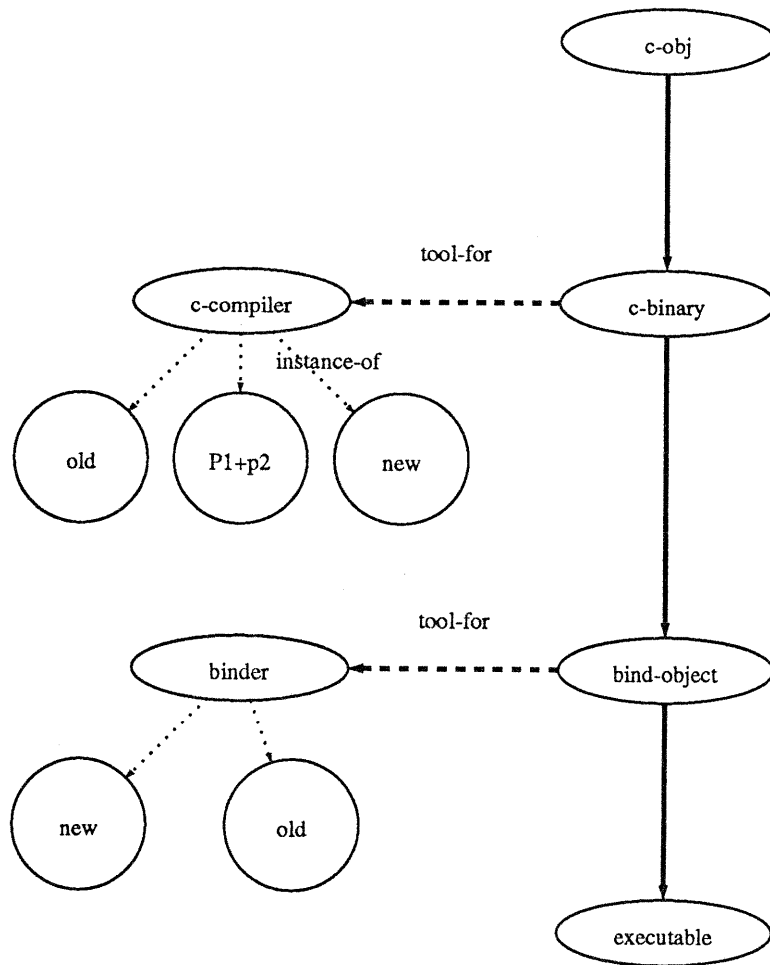 c-obj
tool-for
c-compiler
c-binary
instance-of
old
P1+p2
new
tool-for
binder
bind-object
new
old
executable